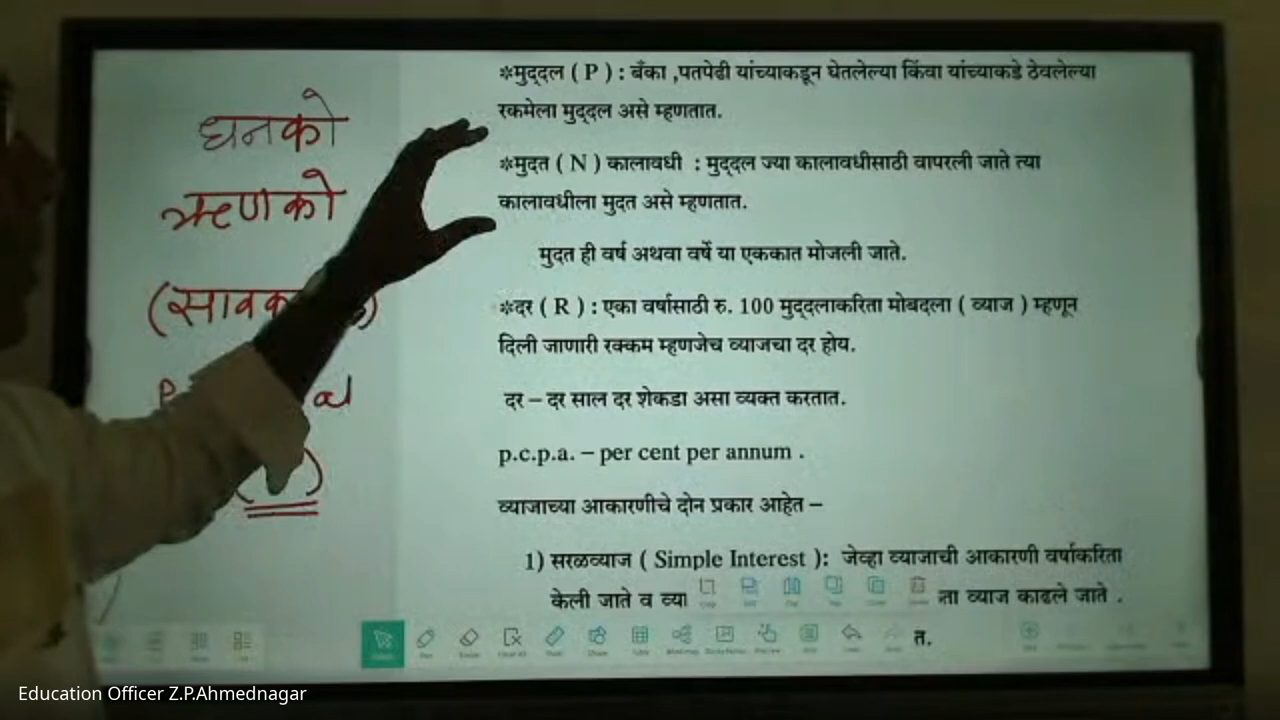 धनको
ऋणको
(सावका
al
※मुद्दल ( P ) : बँका ,पतपेढी यांच्याकडून घेतलेल्या किंवा यांच्याकडे ठेवलेल्या
रकमेला मुद्दल असे म्हणतात.
※मुदत ( N ) कालावधी : मुद्दल ज्या कालावधीसाठी वापरली जाते त्या
कालावधीला मुदत असे म्हणतात.
मुदत ही वर्ष अथवा वर्षे या एककात मोजली जाते.
※दर ( R ) : एका वर्षासाठी रु. 100 मुद्दलाकरिता मोबदला ( व्याज ) म्हणून
दिली जाणारी रक्कम म्हणजेच व्याजचा दर होय.
दर – दर साल दर शेकडा असा व्यक्त करतात.
p.c.p.a. – per cent per annum .
व्याजाच्या आकारणीचे दोन प्रकार आहेत –
1) सरळव्याज ( Simple Interest ): जेव्हा व्याजाची आकारणी वर्षाकरिता
केली जाते व व्या ता व्याज काढले जाते .
त.
Education Officer Z.P.Ahmednagar